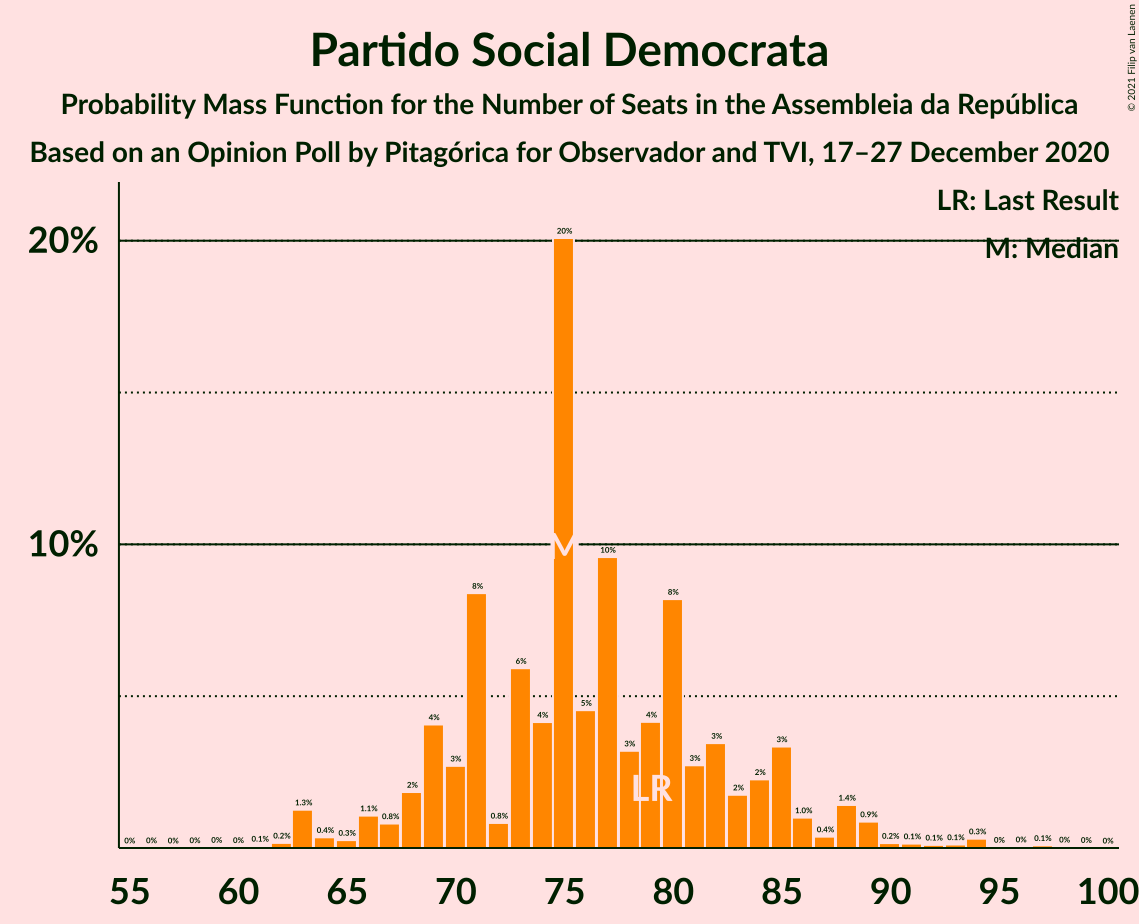 Partido Social Democrata
Probability Mass Function for the Number of Seats in the Assembleia da República
Based on an Opinion Poll by Pitagórica for Observador and TVI, 17–27 December 2020
© 2021 Filip van Laenen
LR: Last Result
M: Median
20%
10%
0% 0% 0% 0% 0% 0% 0.1% 0.2% 1.3% 0.4% 0.3% 1.1% 0.8% 2% 4% 3% 8% 0.8% 6% 4% 20% 5% 10% 3% 4% 8% 3% 3% 2% 2% 3% 1.0% 0.4% 1.4% 0.9% 0.2% 0.1% 0.1% 0.1% 0.3% 0% 0% 0.1% 0% 0% 0%
M
LR
55 60 65 70 75 80 85 90 95 100